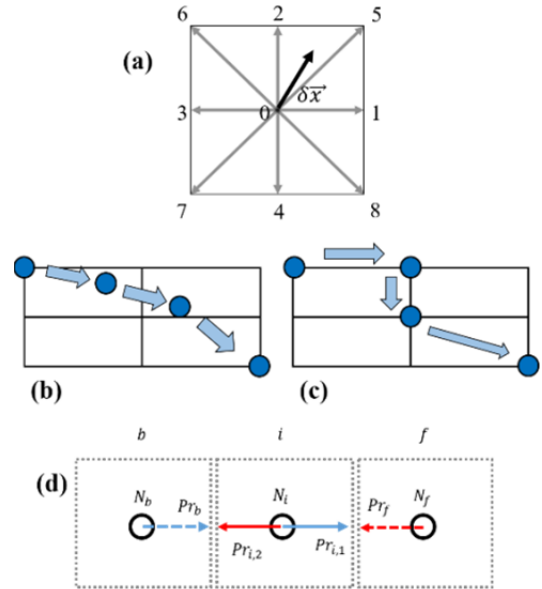 6 2 5
(a)
δx⃗
3 0 1
7 4 8
(b) (c)
b i f
(d)
N_b Pr_b N_i Pr_f N_f
Pr_{i,2} Pr_{i,1}